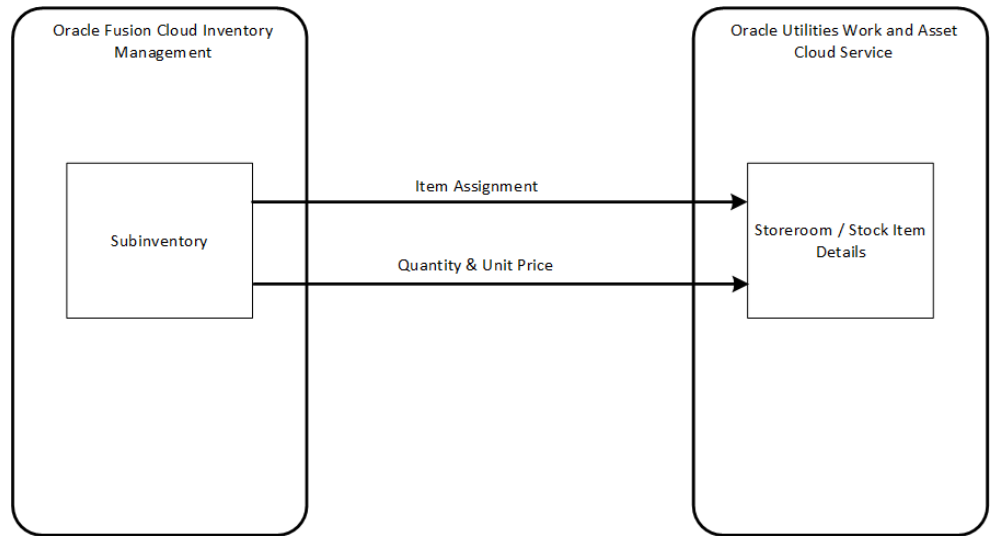 Oracle Fusion Cloud Inventory
Management
Oracle Utilities Work and Asset
Cloud Service
Item Assignment
Subinventory
Storeroom / Stock Item
Details
Quantity & Unit Price